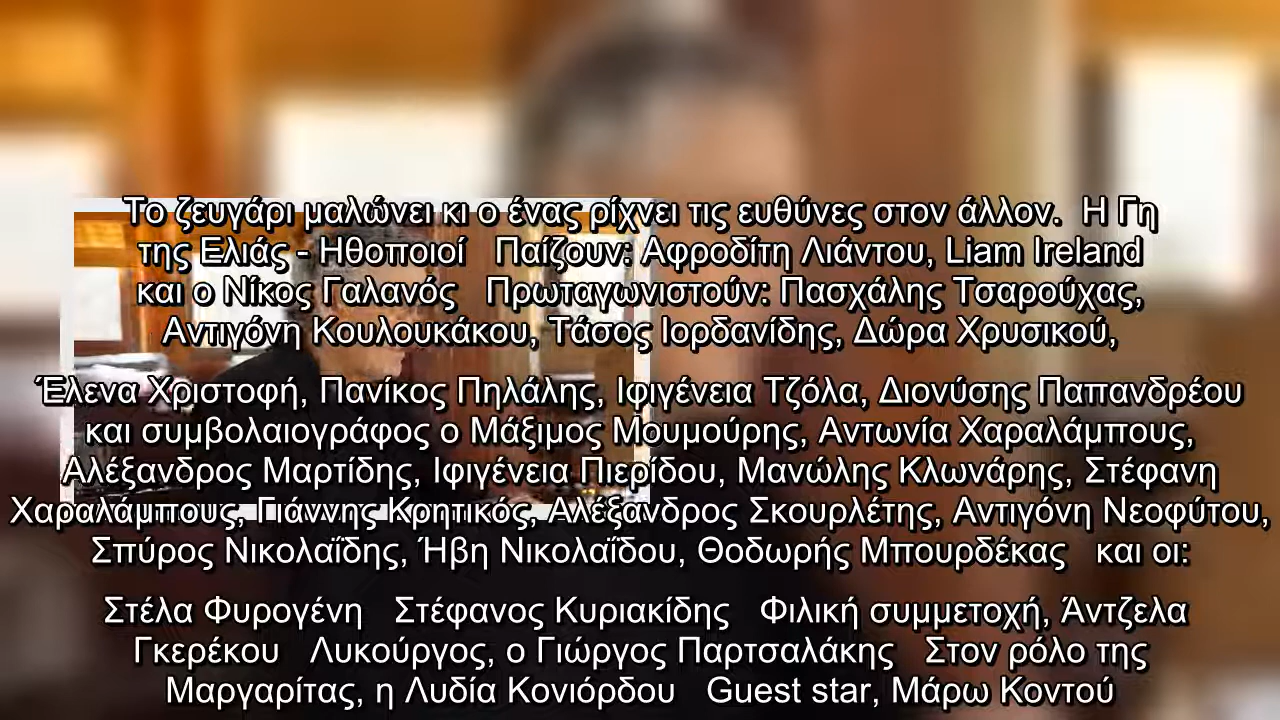 Το ζευγάρι μαλώνει κι ο ένας ρίχνει τις ευθύνες στον άλλον.  Η Γη
της Ελιάς - Ηθοποιοί   Παίζουν: Αφροδίτη Λιάντου, Liam Ireland
και ο Νίκος Γαλανός   Πρωταγωνιστούν: Πασχάλης Τσαρούχας,
Αντιγόνη Κουλουκάκου, Τάσος Ιορδανίδης, Δώρα Χρυσικού,
Έλενα Χριστοφή, Πανίκος Πηλάλης, Ιφιγένεια Τζόλα, Διονύσης Παπανδρέου
και συμβολαιογράφος ο Μάξιμος Μουμούρης, Αντωνία Χαραλάμπους,
Αλέξανδρος Μαρτίδης, Ιφιγένεια Πιερίδου, Μανώλης Κλωνάρης, Στέφανη
Χαραλάμπους, Γιάννης Κρητικός, Αλέξανδρος Σκουρλέτης, Αντιγόνη Νεοφύτου,
Σπύρος Νικολαΐδης, Ήβη Νικολαΐδου, Θοδωρής Μπουρδέκας   και οι:
Στέλα Φυρογένη   Στέφανος Κυριακίδης   Φιλική συμμετοχή, Άντζελα
Γκερέκου   Λυκούργος, ο Γιώργος Παρτσαλάκης   Στον ρόλο της
Μαργαρίτας, η Λυδία Κονιόρδου   Guest star, Μάρω Κοντού